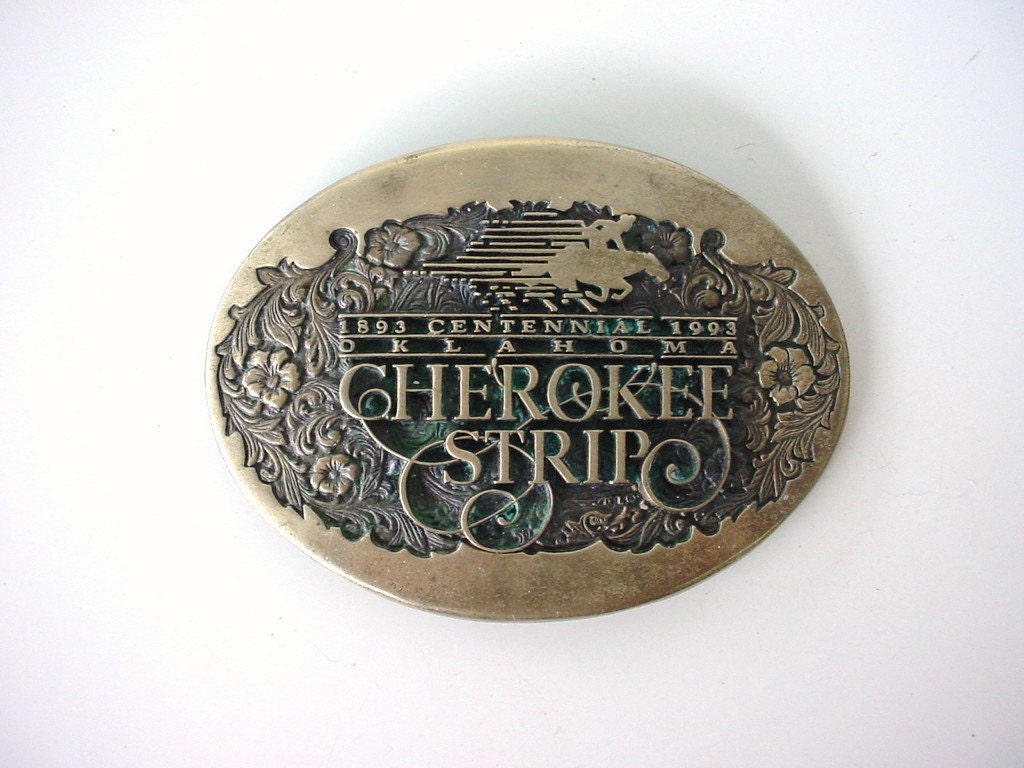 1893 CENTENNIAL 1993
OKLAHOMA
CHEROKEE
STRIP